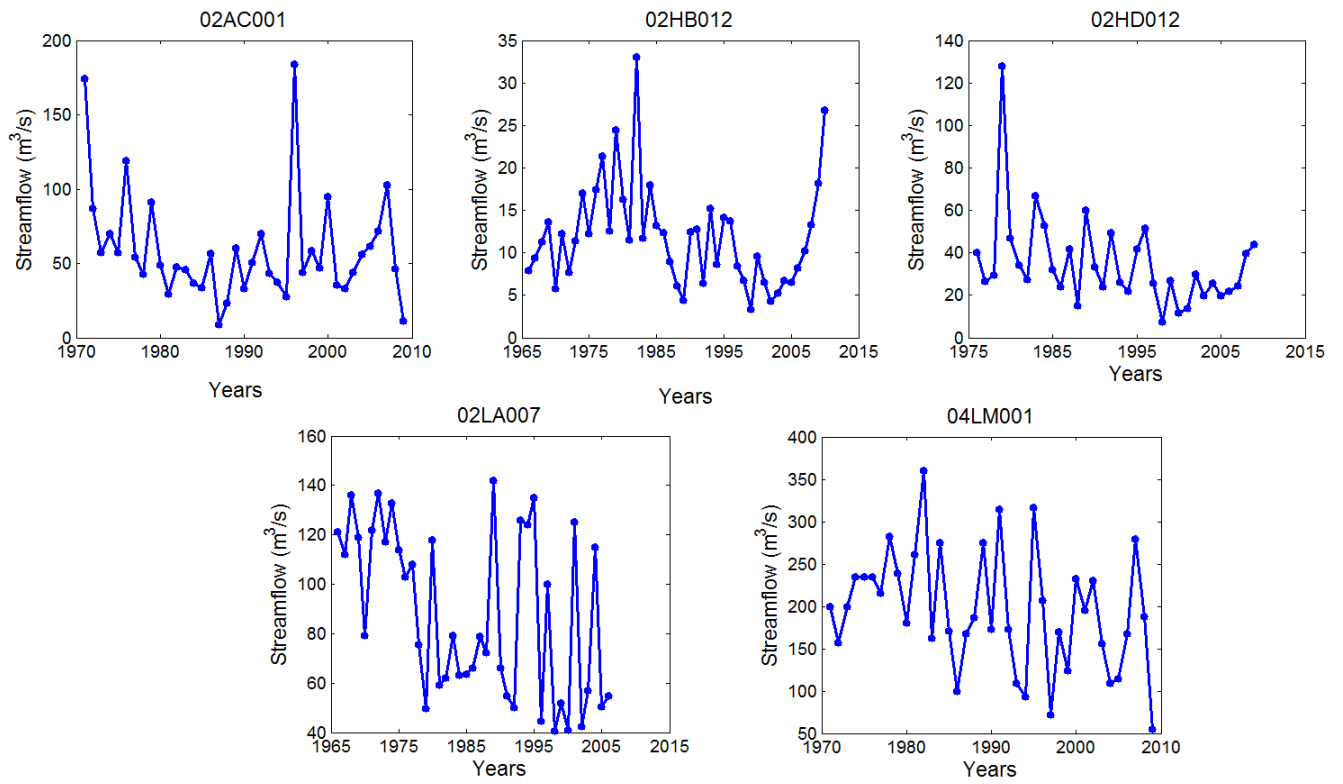 02AC001
200
150
100
50
0
Streamflow (m³/s)
1970 1980 1990 2000 2010
Years
02HB012
35
30
25
20
15
10
5
0
Streamflow (m³/s)
1965 1975 1985 1995 2005 2015
Years
02HD012
140
120
100
80
60
40
20
0
Streamflow (m³/s)
1975 1985 1995 2005 2015
Years
02LA007
160
140
120
100
80
60
40
Streamflow (m³/s)
1965 1975 1985 1995 2005 2015
Years
04LM001
400
350
300
250
200
150
100
50
Streamflow (m³/s)
1970 1980 1990 2000 2010
Years